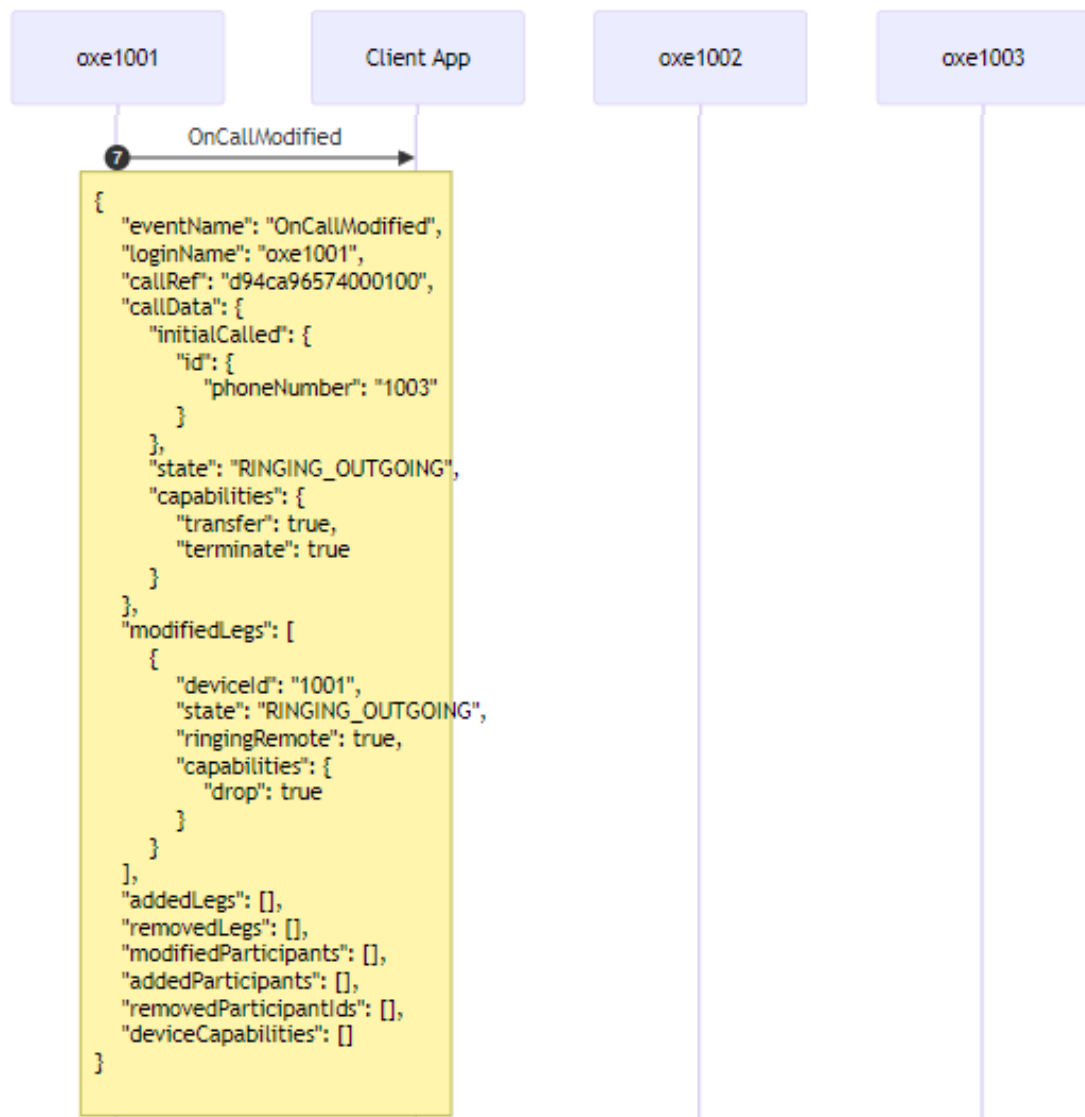 oxe1001 Client App oxe1002 oxe1003
OnCallModified
7
{
"eventName": "OnCallModified",
"loginName": "oxe1001",
"callRef": "d94ca96574000100",
"callData": {
"initialCalled": {
"id": {
"phoneNumber": "1003"
}
},
"state": "RINGING_OUTGOING",
"capabilities": {
"transfer": true,
"terminate": true
}
},
"modifiedLegs": [
{
"deviceId": "1001",
"state": "RINGING_OUTGOING",
"ringingRemote": true,
"capabilities": {
"drop": true
}
}
],
"addedLegs": [],
"removedLegs": [],
"modifiedParticipants": [],
"addedParticipants": [],
"removedParticipantIds": [],
"deviceCapabilities": []
}